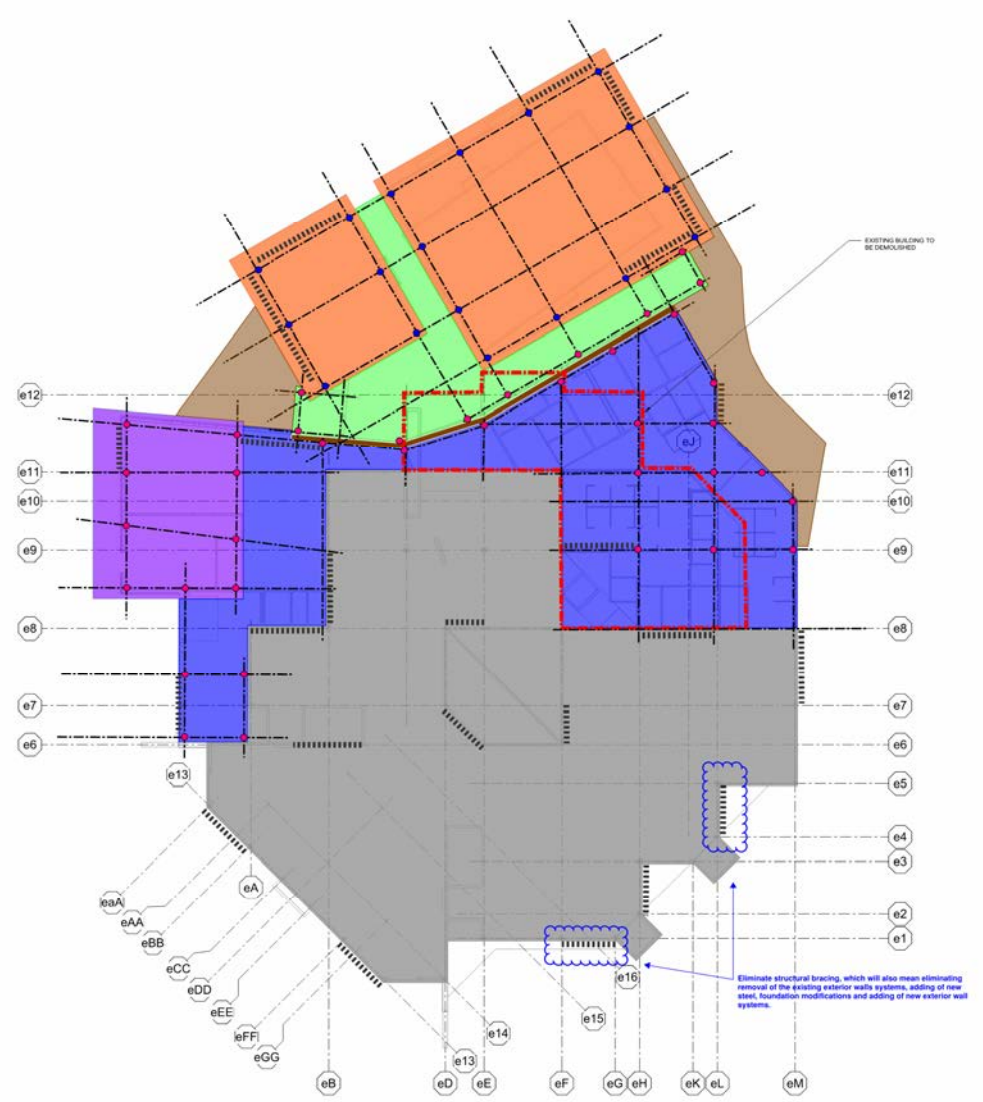 EXISTING BUILDING TO
BE DEMOLISHED
e12
e12
eJ
e11
e11
e10
e10
e9
e9
e8
e8
e7
e7
e6
e6
e13
e5
e4
e3
eA
eaA
eAA
eBB
e2
eCC
e1
eDD
e16
Eliminate structural bracing, which will also mean eliminating
removal of the existing exterior walls systems, adding of new
steel, foundation modifications and adding of new exterior wall
systems.
eEE
e15
eFF
e14
eGG
e13
eB
eD
eE
eF
eG
eH
eK
eL
eM